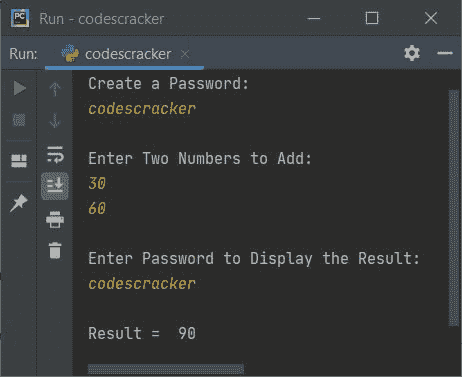 PC
Run - codescracker
Run: codescracker
Create a Password:
codescracker
Enter Two Numbers to Add:
30
60
Enter Password to Display the Result:
codescracker
Result =  90